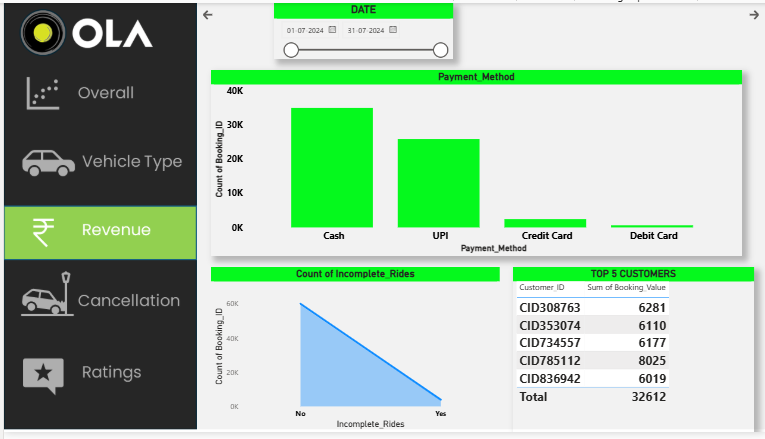 OLA
Overall
Vehicle Type
Revenue
Cancellation
Ratings
DATE
01-07-2024 31-07-2024
Payment_Method
Count of Booking_ID
40K
30K
20K
10K
0K
Cash UPI Credit Card Debit Card
Payment_Method
Count of Incomplete_Rides
Count of Booking_ID
60K
40K
20K
0K
No Yes
Incomplete_Rides
TOP 5 CUSTOMERS
Customer_ID Sum of Booking_Value
CID308763 6281
CID353074 6110
CID734557 6177
CID785112 8025
CID836942 6019
Total 32612